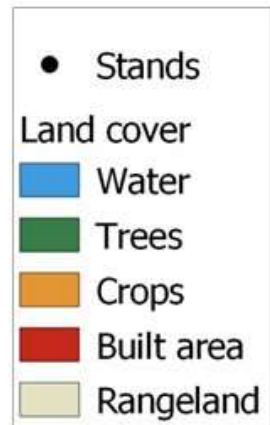 Stands
Land cover
Water
Trees
Crops
Built area
Rangeland